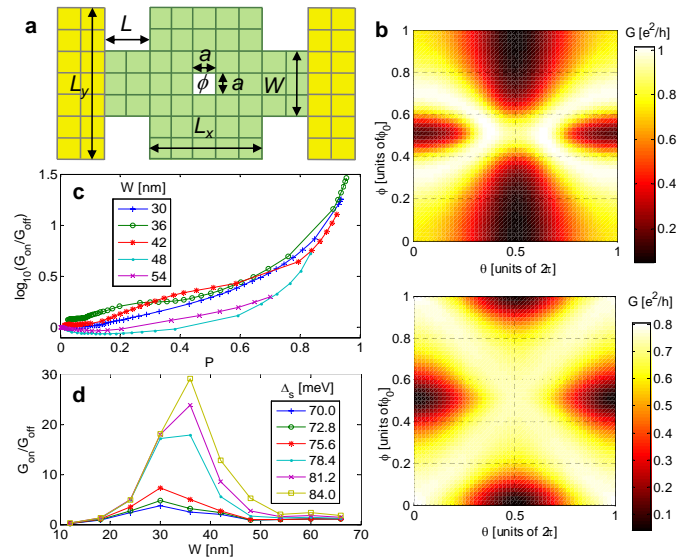 a
L
a
ϕ
a
W
L_y
L_x
b
G [e²/h]
1
0.8
0.6
0.4
0.2
0
ϕ [units of ϕ₀]
0
0.5
1
θ [units of 2π]
1
0.8
0.6
0.4
0.2
c
W [nm]
30
36
42
48
54
1.5
1.0
0.5
0
log₁₀(G_on/G_off)
0
0.2
0.4
0.6
0.8
1
P
G [e²/h]
1
0.8
0.6
0.4
0.2
0
ϕ [units of ϕ₀]
0
0.5
1
θ [units of 2π]
0.8
0.7
0.6
0.5
0.4
0.3
0.2
0.1
d
Δ_s [meV]
70.0
72.8
75.6
78.4
81.2
84.0
30
20
10
0
G_on/G_off
10
20
30
40
50
60
70
W [nm]